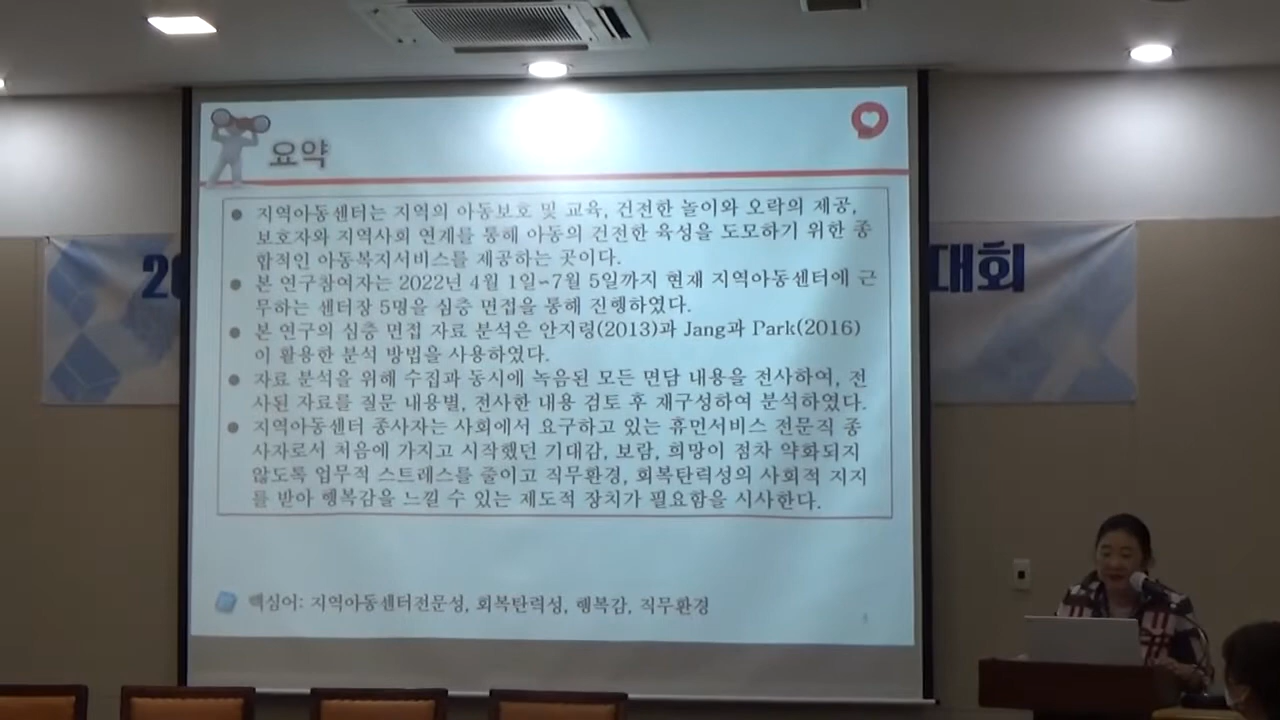 요약
● 지역아동센터는 지역의 아동보호 및 교육, 건전한 놀이와 오락의 제공,
보호자와 지역사회 연계를 통해 아동의 건전한 육성을 도모하기 위한 종
합적인 아동복지서비스를 제공하는 곳이다.
● 본 연구참여자는 2022년 4월 1일~7월 5일까지 현재 지역아동센터에 근
무하는 센터장 5명을 심층 면접을 통해 진행하였다.
● 본 연구의 심층 면접 자료 분석은 안지령(2013)과 Jang과 Park(2016)
이 활용한 분석 방법을 사용하였다.
● 자료 분석을 위해 수집과 동시에 녹음된 모든 면담 내용을 전사하여, 전
사된 자료를 질문 내용별, 전사한 내용 검토 후 재구성하여 분석하였다.
● 지역아동센터 종사자는 사회에서 요구하고 있는 휴먼서비스 전문직 종
사자로서 처음에 가지고 시작했던 기대감, 보람, 희망이 점차 약화되지
않도록 업무적 스트레스를 줄이고 직무환경, 회복탄력성의 사회적 지지
를 받아 행복감을 느낄 수 있는 제도적 장치가 필요함을 시사한다.
핵심어: 지역아동센터전문성, 회복탄력성, 행복감, 직무환경
20
대회